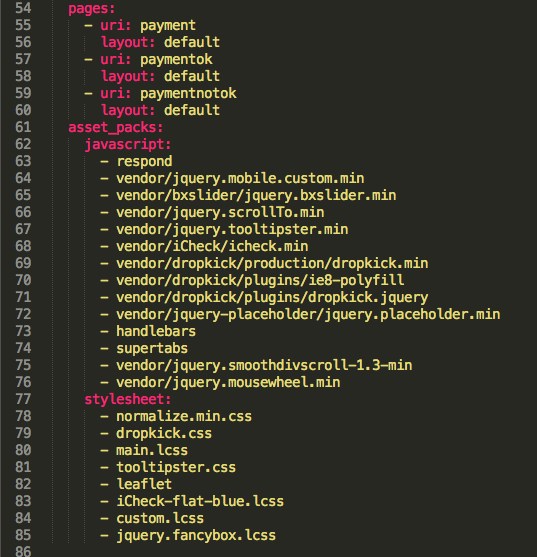 54 pages:
55 - uri: payment
56 layout: default
57 - uri: paymentok
58 layout: default
59 - uri: paymentnotok
60 layout: default
61 asset_packs:
62 javascript:
63 - respond
64 - vendor/jquery.mobile.custom.min
65 - vendor/bxslider/jquery.bxslider.min
66 - vendor/jquery.scrollTo.min
67 - vendor/jquery.tooltipster.min
68 - vendor/iCheck/icheck.min
69 - vendor/dropkick/production/dropkick.min
70 - vendor/dropkick/plugins/ie8-polyfill
71 - vendor/dropkick/plugins/dropkick.jquery
72 - vendor/jquery-placeholder/jquery.placeholder.min
73 - handlebars
74 - supertabs
75 - vendor/jquery.smoothdivscroll-1.3-min
76 - vendor/jquery.mousewheel.min
77 stylesheet:
78 - normalize.min.css
79 - dropkick.css
80 - main.lcss
81 - tooltipster.css
82 - leaflet
83 - iCheck-flat-blue.lcss
84 - custom.lcss
85 - jquery.fancybox.lcss
86